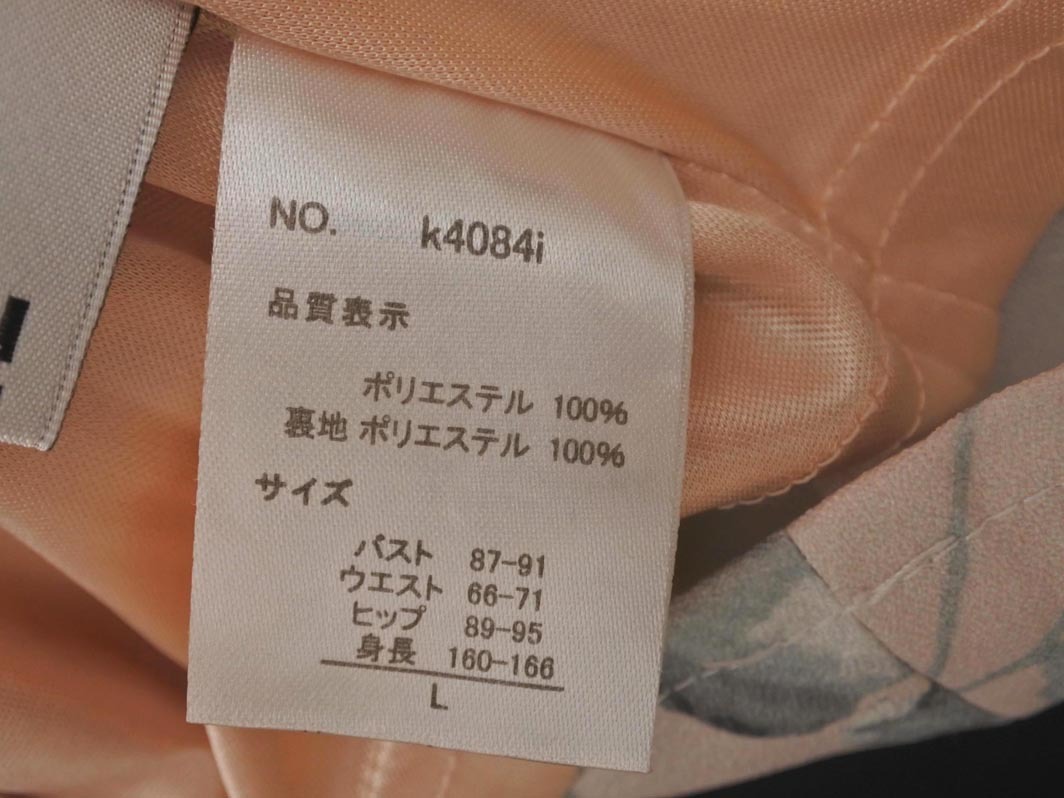 NO. k4084i
品質表示
ポリエステル 100%
裏地 ポリエステル 100%
サイズ
バスト 87-91
ウエスト 66-71
ヒップ 89-95
身長 160-166
L